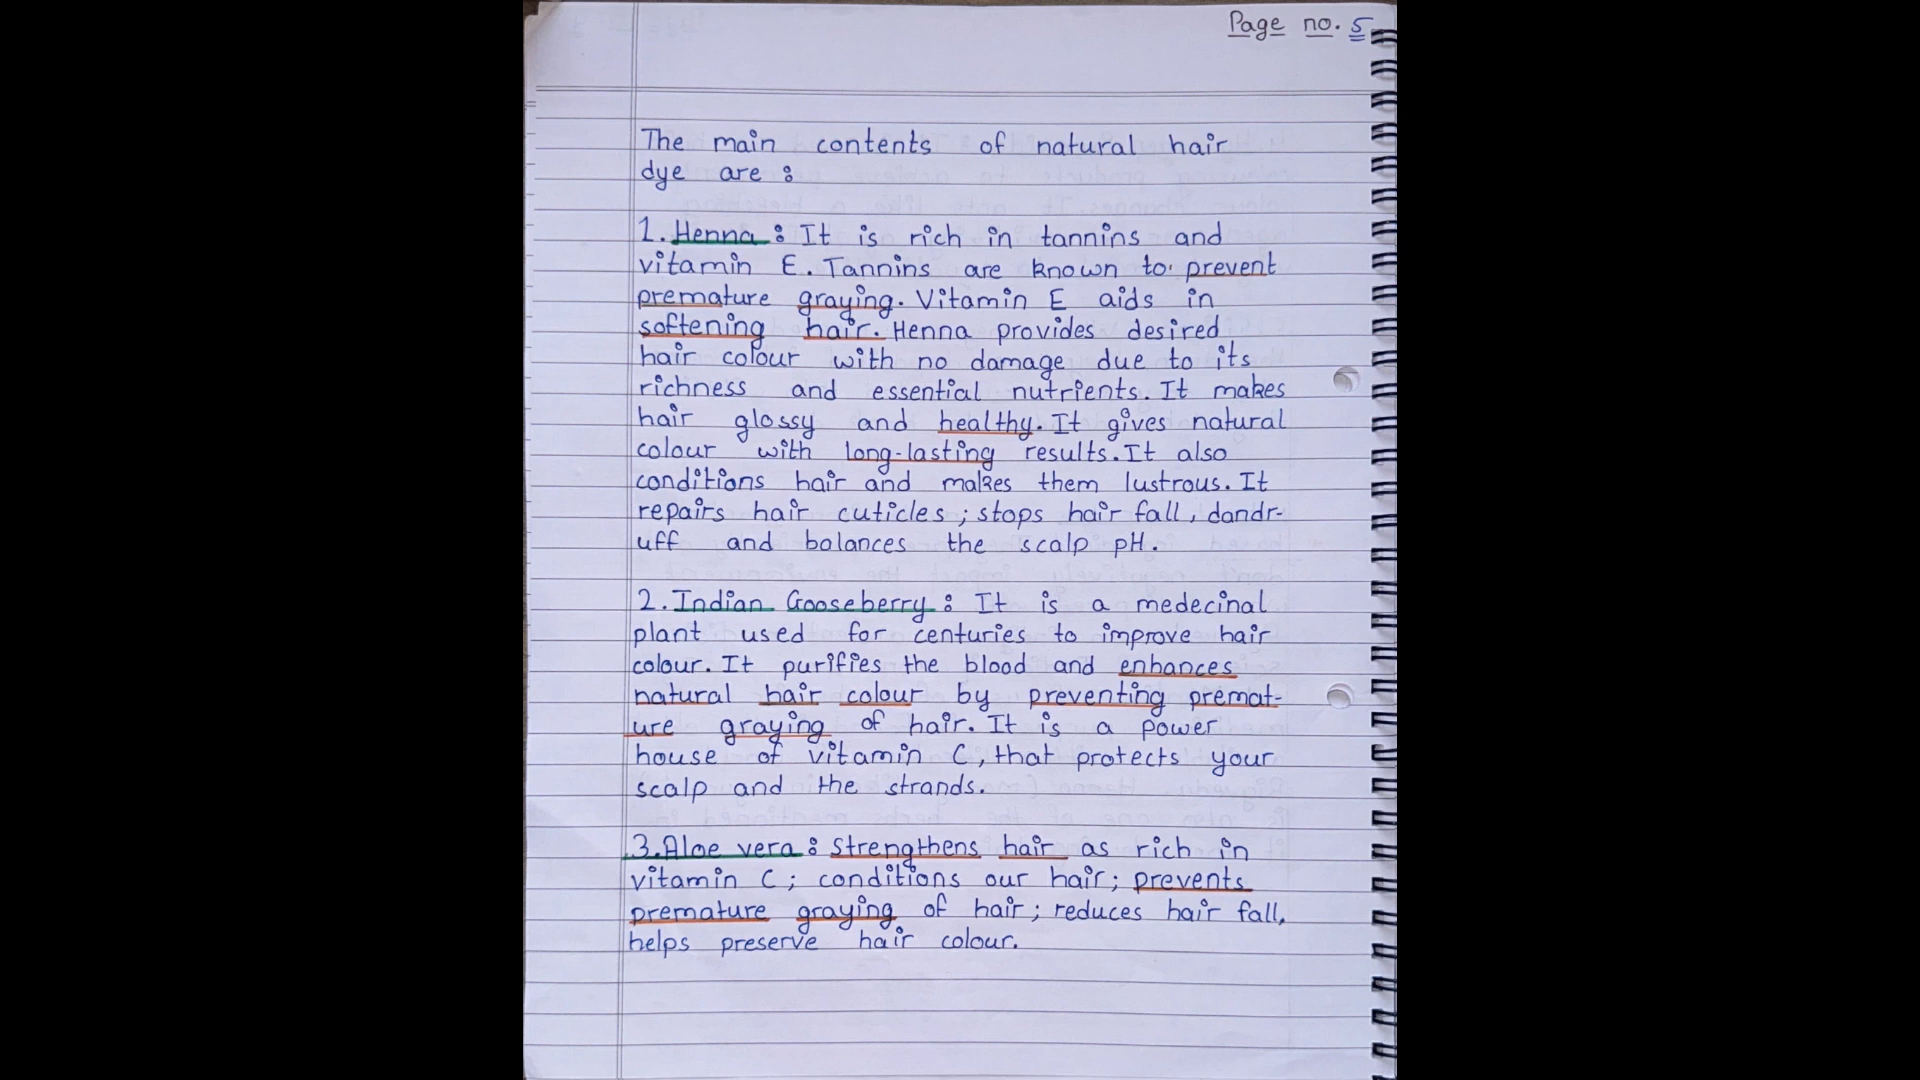 Page no. 5
The main contents of natural hair
dye are :
1. Henna : It is rich in tannins and
vitamin E. Tannins are known to prevent
premature graying. Vitamin E aids in
softening hair. Henna provides desired
hair colour with no damage due to its
richness and essential nutrients. It makes
hair glossy and healthy. It gives natural
colour with long-lasting results. It also
conditions hair and makes them lustrous. It
repairs hair cuticles ; stops hair fall, dandr-
uff and balances the scalp pH.
2. Indian Gooseberry : It is a medecinal
plant used for centuries to improve hair
colour. It purifies the blood and enhances
natural hair colour by preventing premat-
ure graying of hair. It is a power
house of vitamin C, that protects your
scalp and the strands.
3. Aloe vera : Strengthens hair as rich in
vitamin C ; conditions our hair ; prevents
premature graying of hair ; reduces hair fall,
helps preserve hair colour.